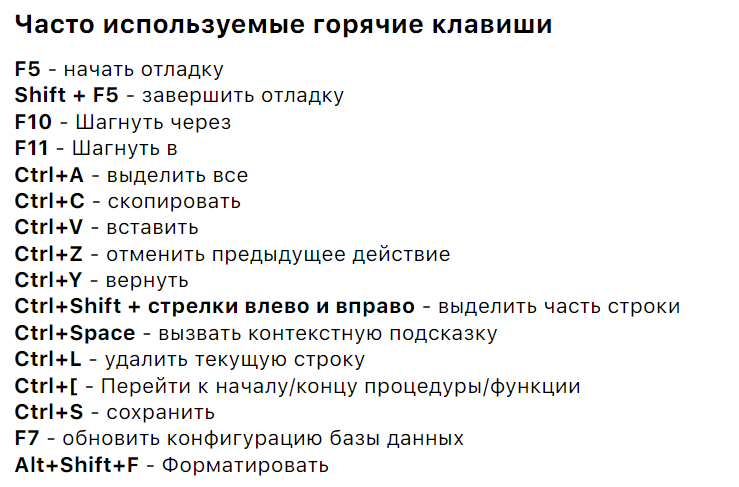 Часто используемые горячие клавиши
F5 - начать отладку
Shift + F5 - завершить отладку
F10 - Шагнуть через
F11 - Шагнуть в
Ctrl+A - выделить все
Ctrl+C - скопировать
Ctrl+V - вставить
Ctrl+Z - отменить предыдущее действие
Ctrl+Y - вернуть
Ctrl+Shift + стрелки влево и вправо - выделить часть строки
Ctrl+Space - вызвать контекстную подсказку
Ctrl+L - удалить текущую строку
Ctrl+[ - Перейти к началу/концу процедуры/функции
Ctrl+S - сохранить
F7 - обновить конфигурацию базы данных
Alt+Shift+F - Форматировать